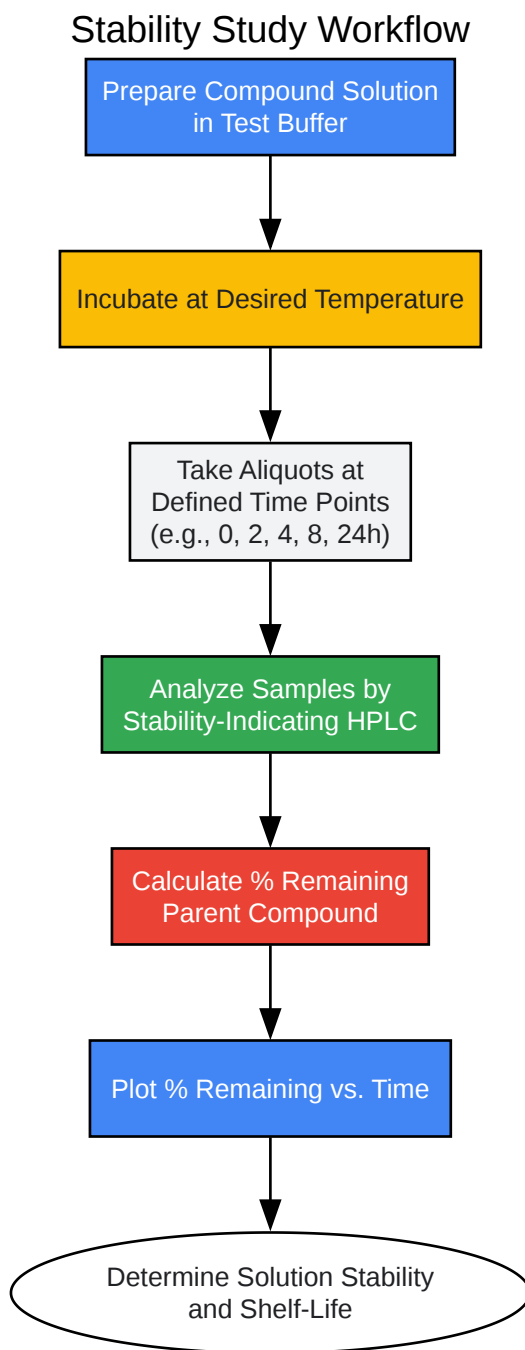 Stability Study Workflow
Prepare Compound Solution
in Test Buffer
Incubate at Desired Temperature
Take Aliquots at
Defined Time Points
(e.g., 0, 2, 4, 8, 24h)
Analyze Samples by
Stability-Indicating HPLC
Calculate % Remaining
Parent Compound
Plot % Remaining vs. Time
Determine Solution Stability
and Shelf-Life